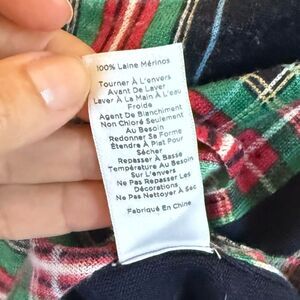 100% Laine Mérinos
Tourner À L'envers
Avant De Laver
Laver À La Main À L'eau
Froide
Agent De Blanchiment
Non Chloré Seulement
Au Besoin
Redonner Sa Forme
Étendre À Plat Pour
Sécher
Repasser À Basse
Température Au Besoin
Sur L'envers
Ne Pas Repasser Les
Décorations
Ne Pas Nettoyer À Sec
Fabriqué En Chine